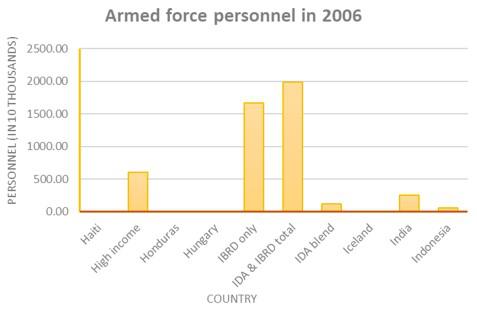 Armed force personnel in 2006
PERSONNEL (IN 10 THOUSANDS)
2500.00
2000.00
1500.00
1000.00
500.00
0.00
Haiti
High income
Honduras
Hungary
IBRD only
IDA & IBRD total
IDA blend
Iceland
India
Indonesia
COUNTRY